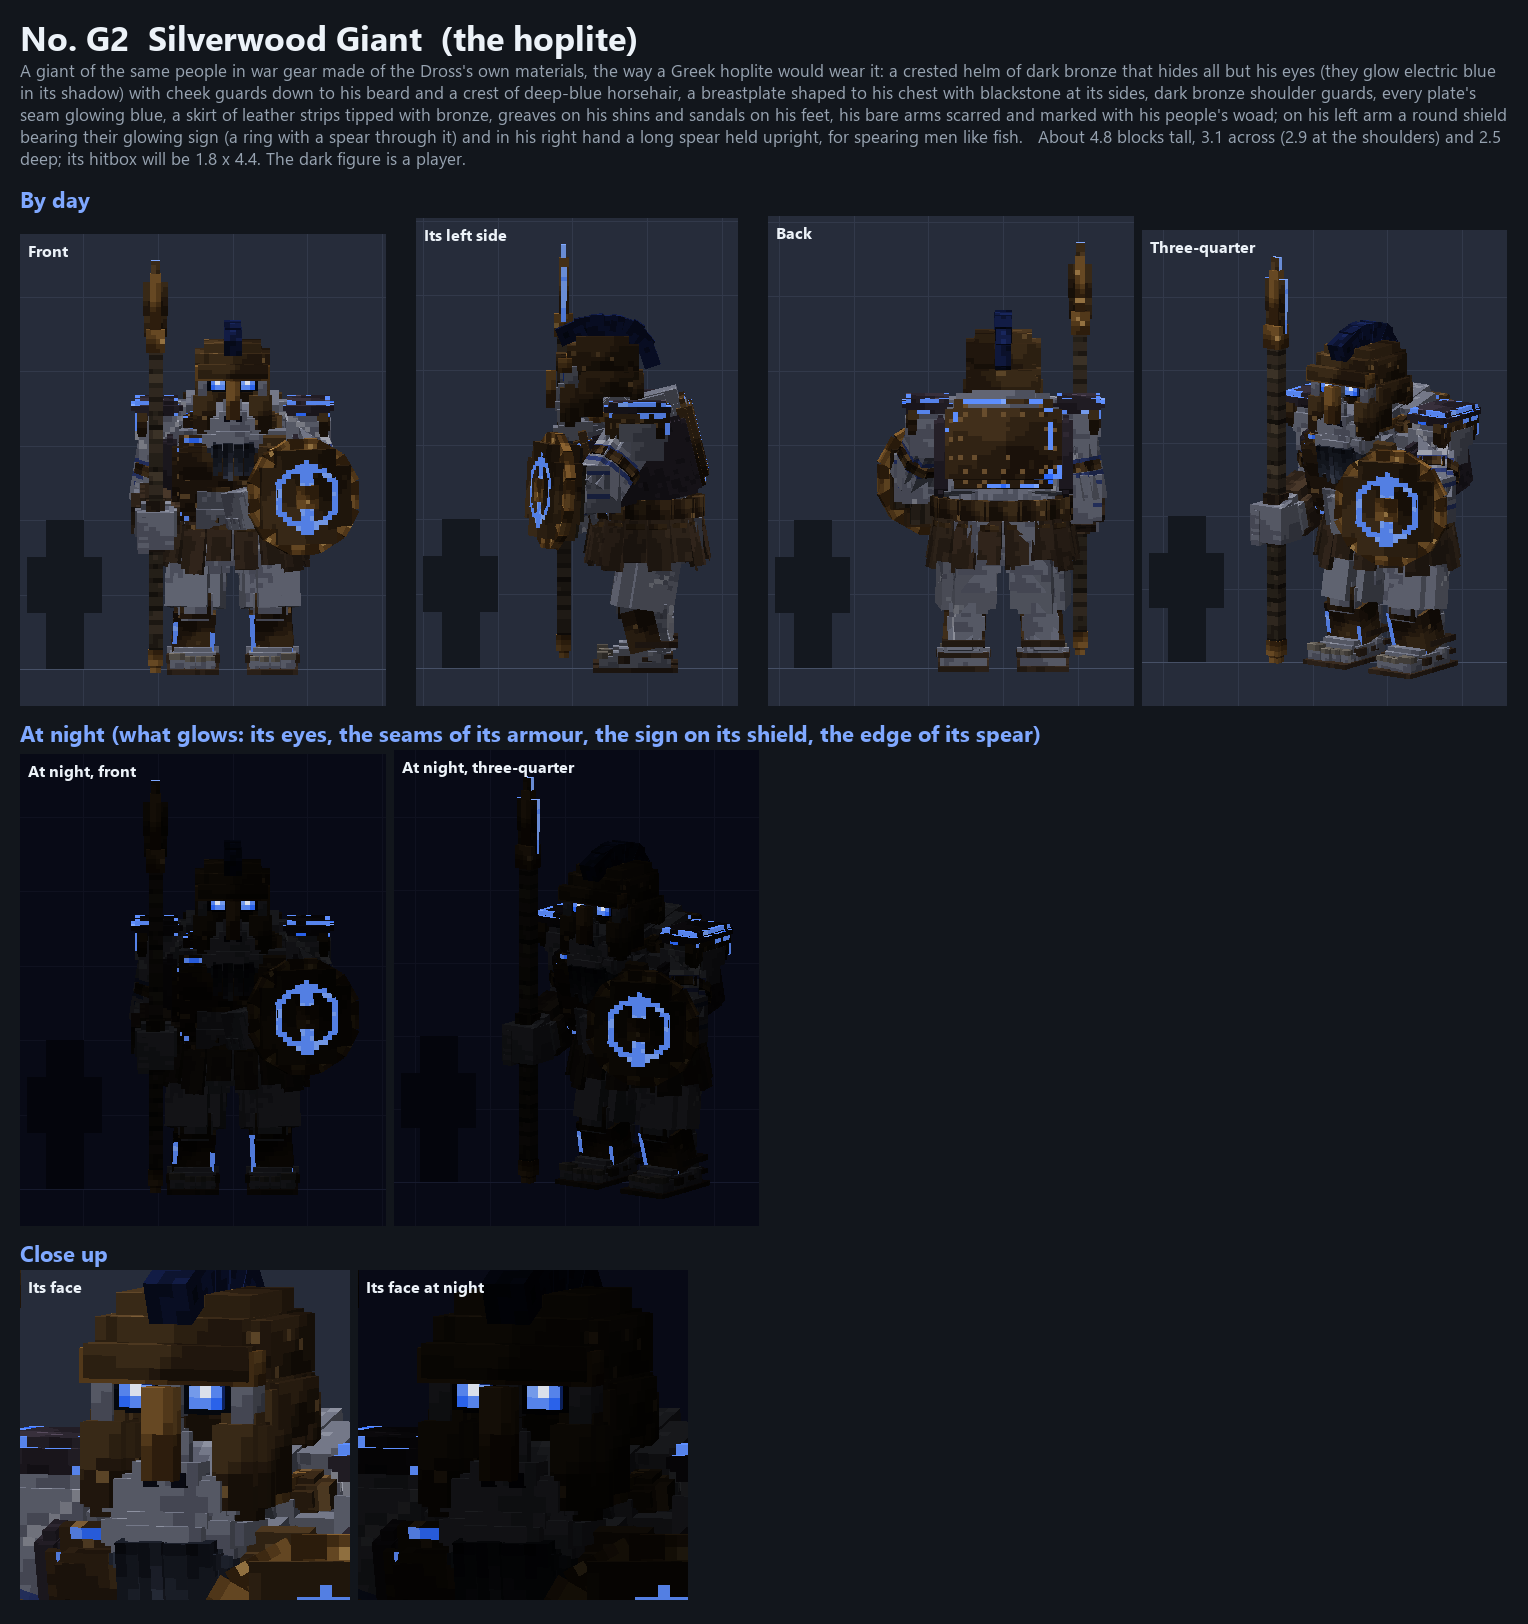 No. G2  Silverwood Giant  (the hoplite)
A giant of the same people in war gear made of the Dross's own materials, the way a Greek hoplite would wear it: a crested helm of dark bronze that hides all but his eyes (they glow electric blue
in its shadow) with cheek guards down to his beard and a crest of deep-blue horsehair, a breastplate shaped to his chest with blackstone at its sides, dark bronze shoulder guards, every plate's
seam glowing blue, a skirt of leather strips tipped with bronze, greaves on his shins and sandals on his feet, his bare arms scarred and marked with his people's woad; on his left arm a round shield
bearing their glowing sign (a ring with a spear through it) and in his right hand a long spear held upright, for spearing men like fish.   About 4.8 blocks tall, 3.1 across (2.9 at the shoulders) and 2.5
deep; its hitbox will be 1.8 x 4.4. The dark figure is a player.
By day
Front
Its left side
Back
Three-quarter
At night (what glows: its eyes, the seams of its armour, the sign on its shield, the edge of its spear)
At night, front
At night, three-quarter
Close up
Its face
Its face at night